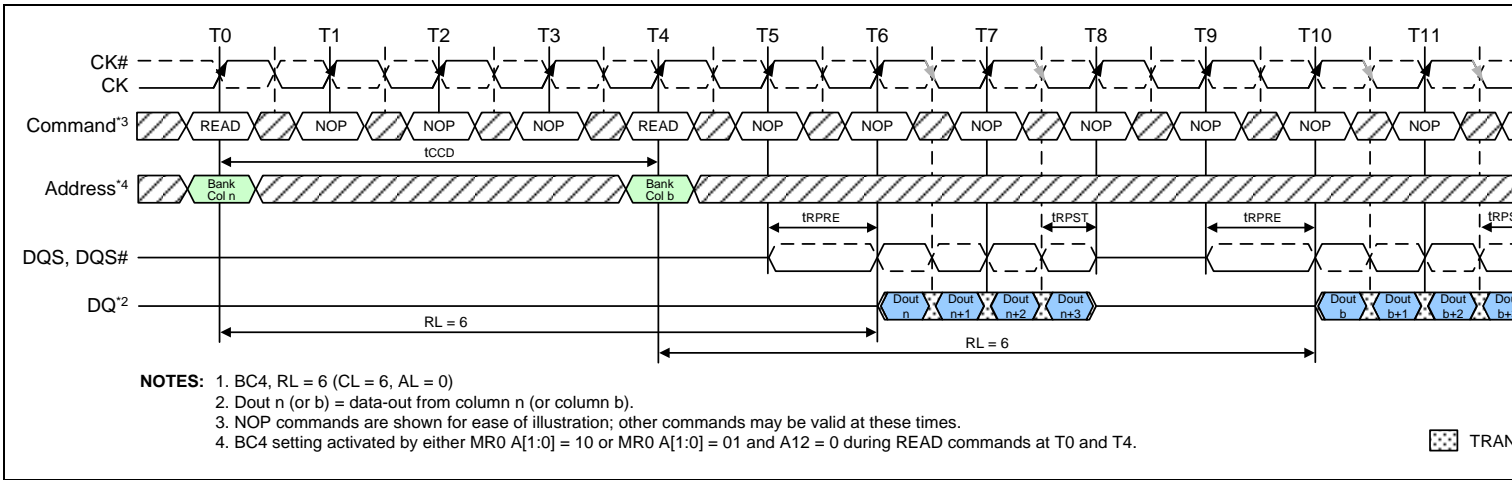 T0 T1 T2 T3 T4 T5 T6 T7 T8 T9 T10 T11
CK#
CK
Command*3 READ NOP NOP NOP READ NOP NOP NOP NOP NOP NOP NOP
tCCD
Address*4 Bank Col n Bank Col b
tRPRE tRPST tRPRE
DQS, DQS#
DQ*2 Dout n Dout n+1 Dout n+2 Dout n+3 Dout b Dout b+1 Dout b+2
RL = 6
RL = 6
NOTES: 1. BC4, RL = 6 (CL = 6, AL = 0)
2. Dout n (or b) = data-out from column n (or column b).
3. NOP commands are shown for ease of illustration; other commands may be valid at these times.
4. BC4 setting activated by either MR0 A[1:0] = 10 or MR0 A[1:0] = 01 and A12 = 0 during READ commands at T0 and T4.